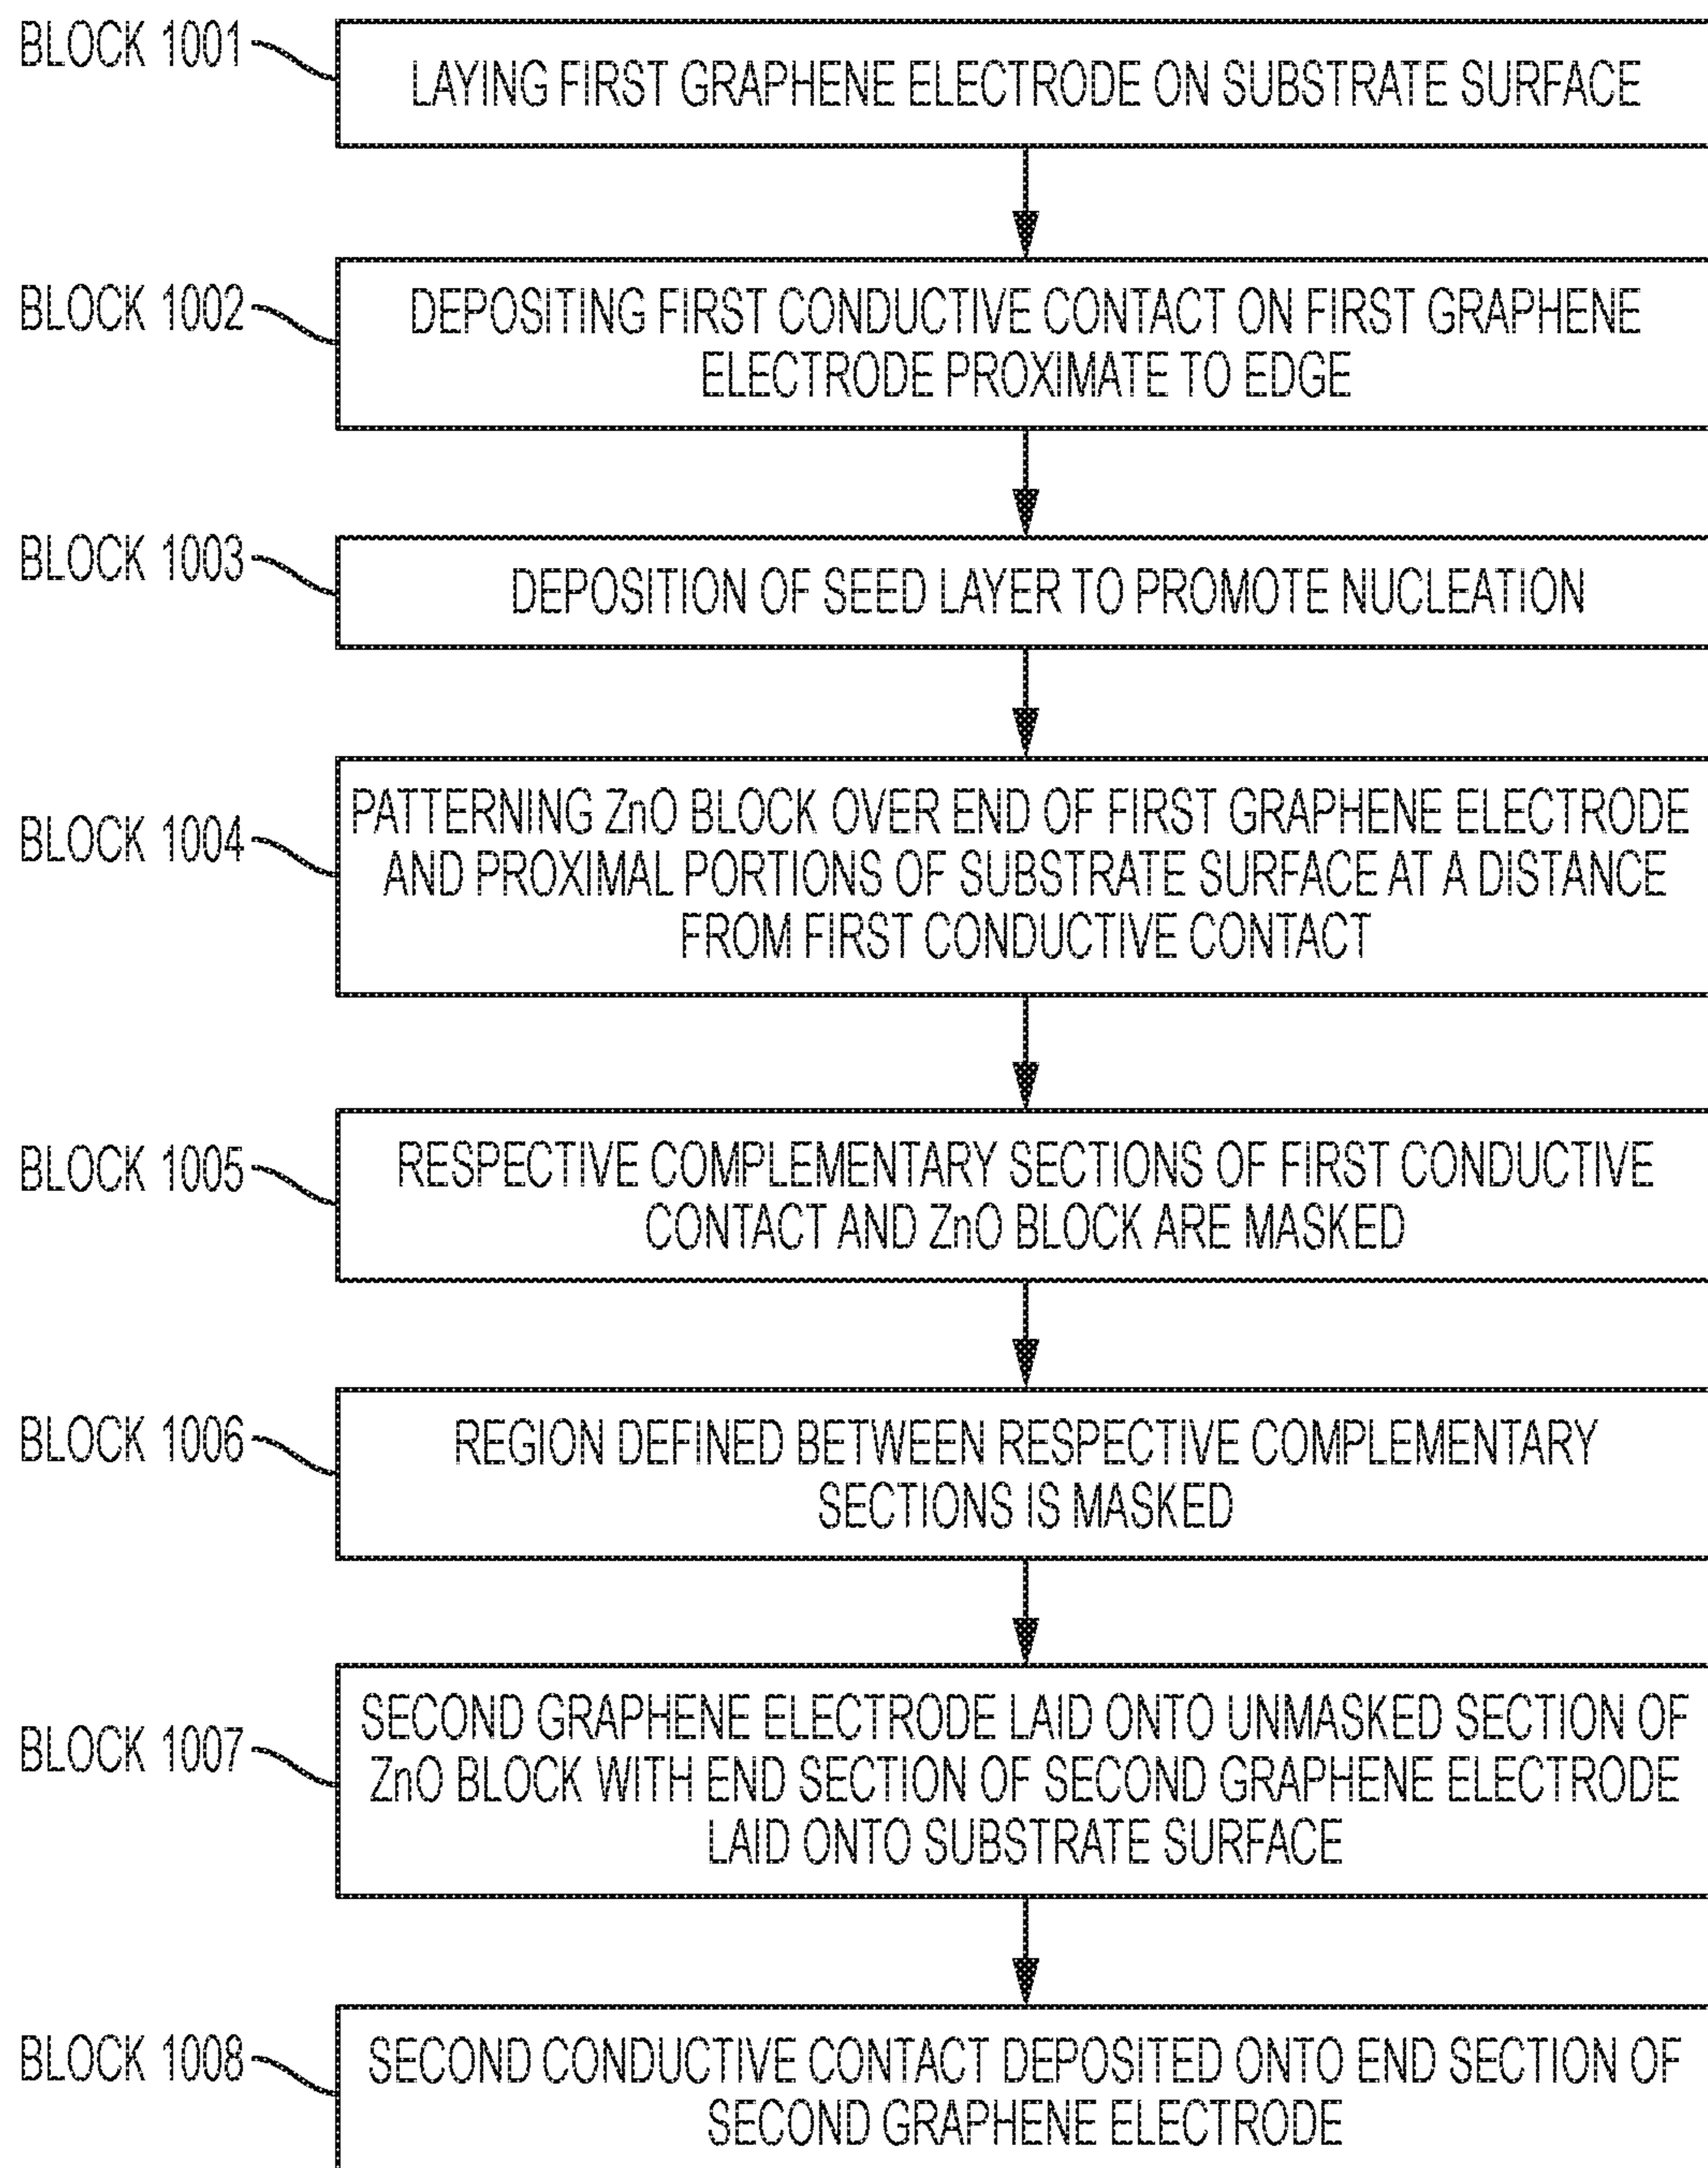 BLOCK 1001
LAYING FIRST GRAPHENE ELECTRODE ON SUBSTRATE SURFACE
BLOCK 1002
DEPOSITING FIRST CONDUCTIVE CONTACT ON FIRST GRAPHENE
ELECTRODE PROXIMATE TO EDGE
BLOCK 1003
DEPOSITION OF SEED LAYER TO PROMOTE NUCLEATION
BLOCK 1004
PATTERNING ZnO BLOCK OVER END OF FIRST GRAPHENE ELECTRODE
AND PROXIMAL PORTIONS OF SUBSTRATE SURFACE AT A DISTANCE
FROM FIRST CONDUCTIVE CONTACT
BLOCK 1005
RESPECTIVE COMPLEMENTARY SECTIONS OF FIRST CONDUCTIVE
CONTACT AND ZnO BLOCK ARE MASKED
BLOCK 1006
REGION DEFINED BETWEEN RESPECTIVE COMPLEMENTARY
SECTIONS IS MASKED
BLOCK 1007
SECOND GRAPHENE ELECTRODE LAID ONTO UNMASKED SECTION OF
ZnO BLOCK WITH END SECTION OF SECOND GRAPHENE ELECTRODE
LAID ONTO SUBSTRATE SURFACE
BLOCK 1008
SECOND CONDUCTIVE CONTACT DEPOSITED ONTO END SECTION OF
SECOND GRAPHENE ELECTRODE